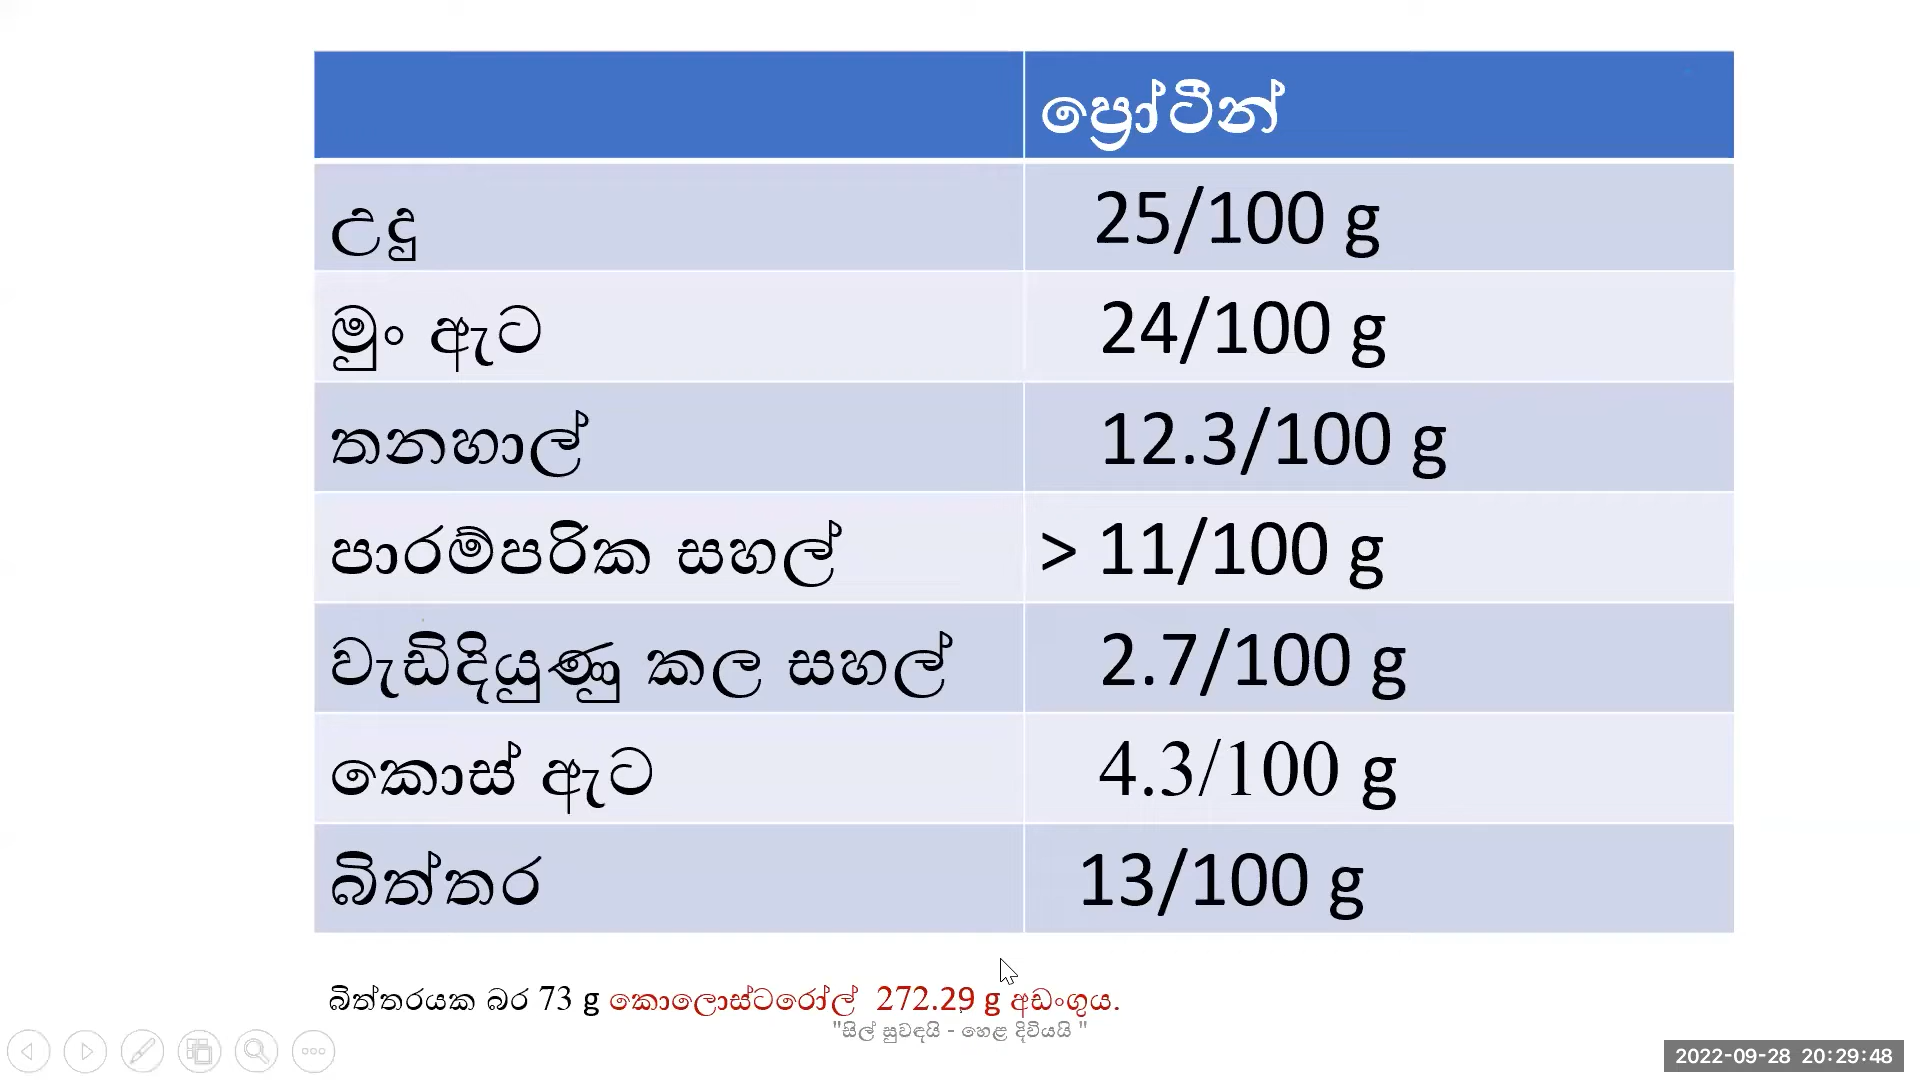 ප්‍රෝටීන්
උඳු 25/100 g
මුං ඇට 24/100 g
තනහාල් 12.3/100 g
පාරම්පරික සහල් > 11/100 g
වැඩිදියුණු කල සහල් 2.7/100 g
කොස් ඇට 4.3/100 g
බිත්තර 13/100 g
බිත්තරයක බර 73 g කොලොස්ටරෝල් 272.29 g අඩංගුය.
"සිල් සුවඳයි - හෙළ දිවියයි "
2022-09-28 20:29:48